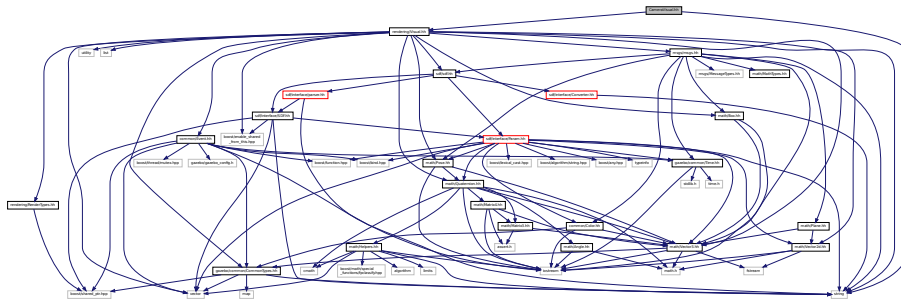 CameraVisual.hh
rendering/Visual.hh
utility
list
msgs/msgs.hh
sdf/sdf.hh
msgs/MessageTypes.hh
math/MathTypes.hh
sdf/interface/parser.hh
sdf/interface/Converter.hh
sdf/interface/SDF.hh
math/Box.hh
common/Event.hh
boost/enable_shared
_from_this.hpp
sdf/interface/Param.hh
boost/thread/mutex.hpp
gazebo/gazebo_config.h
boost/function.hpp
boost/bind.hpp
math/Pose.hh
boost/lexical_cast.hpp
boost/algorithm/string.hpp
boost/any.hpp
typeinfo
gazebo/common/Time.hh
math/Quaternion.hh
stdlib.h
time.h
rendering/RenderTypes.hh
math/Matrix4.hh
math/Matrix3.hh
common/Color.hh
math/Plane.hh
math/Helpers.hh
assert.h
math/Angle.hh
math/Vector3.hh
math/Vector2d.hh
gazebo/common/CommonTypes.hh
cmath
boost/math/special
_functions/fpclassify.hpp
algorithm
limits
iostream
math.h
fstream
boost/shared_ptr.hpp
vector
map
string